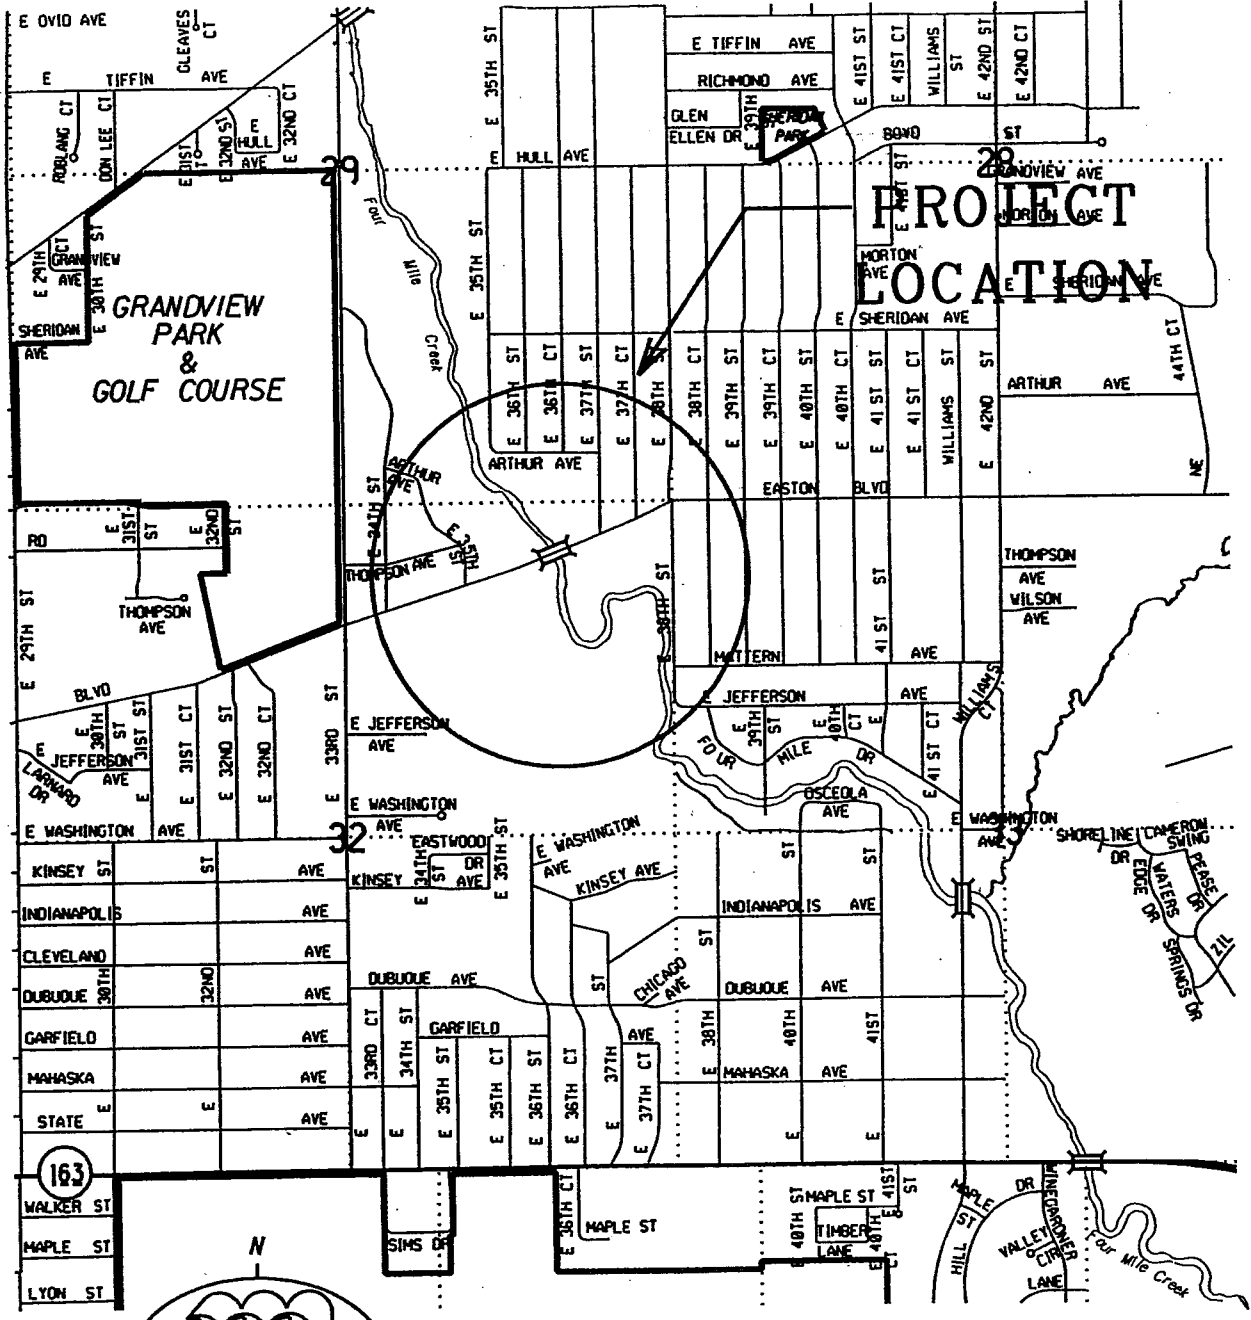 E OVID AVE
GLEAVES CT
E TIFFIN AVE
ROBLANG CT
DON LEE CT
E 31ST CT
E 32ND ST
E HULL AVE
E 32ND CT
E 35TH ST
E 35TH ST
E HULL AVE
E TIFFIN AVE
RICHMOND AVE
GLEN
ELLEN DR
E 39TH ST
SHERIDAN
PARK
E 41ST ST
E 41ST CT
WILLIAMS ST
E 42ND ST
E 42ND CT
BOYD ST
29
28
GRANDVIEW AVE
MORTON AVE
E 41ST ST
PROJECT
LOCATION
MORTON
AVE
E SHERIDAN AVE
E SHERIDAN AVE
44TH CT
E 29TH CT
GRANDVIEW
AVE
E 30TH ST
SHERIDAN
AVE
GRANDVIEW
PARK
&
GOLF COURSE
Four Mile Creek
E 35TH ST
E 36TH ST
E 36TH CT
E 37TH ST
E 37TH CT
E 38TH ST
E 38TH CT
E 39TH ST
E 39TH CT
E 40TH ST
E 40TH CT
E 41 ST ST
E 41 ST CT
WILLIAMS ST
E 42ND ST
ARTHUR AVE
NE
ARTHUR AVE
ARTHUR
AVE
EASTON BLVD
E 34TH ST
E 35TH ST
THOMPSON AVE
RD
E 31ST ST
E 32ND ST
THOMPSON
AVE
E 29TH ST
BLVD
E 38TH ST
41 ST ST
THOMPSON
AVE
WILSON
AVE
MATTERN AVE
E JEFFERSON AVE
WILLIAMS CT
E 30TH ST
E 31ST ST
E 31ST CT
E 32ND ST
E 32ND CT
E 33RD ST
E
JEFFERSON
AVE
LARNARD
DR
E JEFFERSON
AVE
FOUR MILE DR
E 39TH ST
E 40TH CT
E
E 41 ST CT
OSCEOLA
AVE
E WASHINGTON AVE
E WASHINGTON
AVE
E WASHINGTON
AVE
E WASHINGTON
AVE
32
SHORELINE
DR
CAMERON
SWING
PEASE DR
WATERS
EDGE DR
SPRINGS DR
ZIL
EASTWOOD
DR
E 34TH ST
E 35TH ST
KINSEY AVE
KINSEY AVE
KINSEY AVE
ST
ST
ST
ST
INDIANAPOLIS AVE
INDIANAPOLIS AVE
CLEVELAND AVE
DUBUQUE AVE
DUBUQUE AVE
DUBUQUE AVE
30TH
32ND
CHICAGO
AVE
ST
GARFIELD AVE
GARFIELD AVE
33RD CT
34TH ST
E 35TH ST
E 35TH CT
E 36TH ST
E 36TH CT
E 37TH
E 37TH CT
38TH ST
40TH
41ST
MAHASKA AVE
E MAHASKA AVE
STATE AVE
E
E
E
E
E
E
163
WALKER ST
MAPLE ST
LYON ST
SIMS DR
E 36TH CT
MAPLE ST
40TH ST
MAPLE ST
TIMBER
LANE
E 41ST ST
E 40TH CT
MAPLE
ST
HILL
DR
WINEGARDNER
VALLEY
CIR
LANE
Four Mile Creek
N